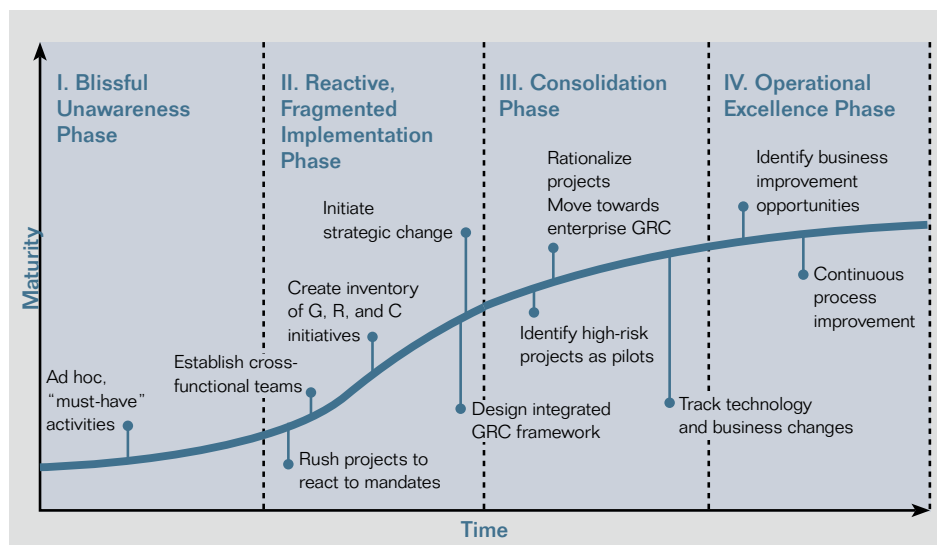 I. Blissful
Unawareness
Phase
II. Reactive,
Fragmented
Implementation
Phase
III. Consolidation
Phase
IV. Operational
Excellence Phase
Maturity
Ad hoc,
“must-have”
activities
Establish cross-
functional teams
Rush projects to
react to mandates
Create inventory
of G, R, and C
initiatives
Initiate
strategic change
Design integrated
GRC framework
Rationalize
projects
Move towards
enterprise GRC
Identify high-risk
projects as pilots
Track technology
and business changes
Identify business
improvement
opportunities
Continuous
process
improvement
Time